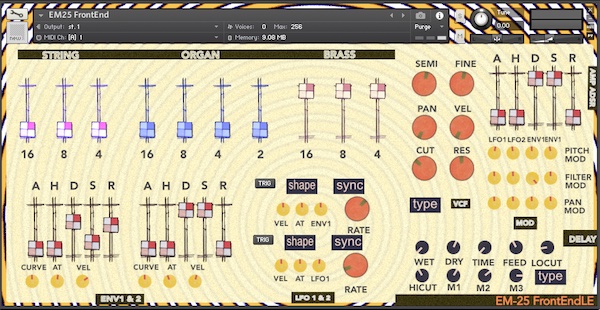 EM25 FrontEnd
Output: st. 1
Voices: 0 Max: 256
Purge
MIDI Ch: [A] 1
Memory: 9.08 MB
Tune
0.00
STRING ORGAN BRASS
16 8 4 16 8 4 2 16 8 4
SEMI FINE
PAN VEL
CUT RES
type VCF
A H D S R
AMP ADSR
LFO1 LFO2 ENV1 ENV1
PITCH MOD
FILTER MOD
PAN MOD
MOD
A H D S R A H D S R
CURVE AT VEL CURVE AT VEL
ENV1 & 2
TRIG shape sync
VEL AT ENV1 RATE
TRIG shape sync
VEL AT LFO1 RATE
LFO 1 & 2
DELAY
WET DRY TIME FEED LOCUT
HICUT M1 M2 M3 type
EM-25 FrontEndLE